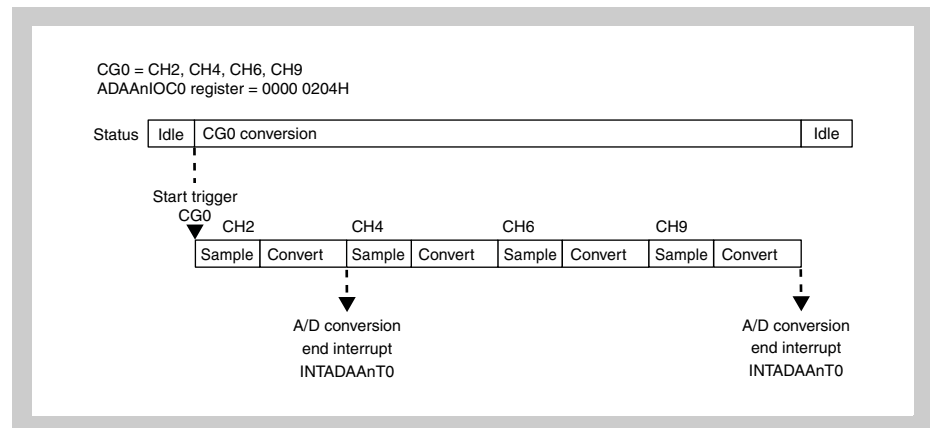 CG0 = CH2, CH4, CH6, CH9
ADAAnIOC0 register = 0000 0204H
Status Idle CG0 conversion Idle
Start trigger
CG0
CH2 CH4 CH6 CH9
Sample Convert Sample Convert Sample Convert Sample Convert
A/D conversion
end interrupt
INTADAAnT0
A/D conversion
end interrupt
INTADAAnT0